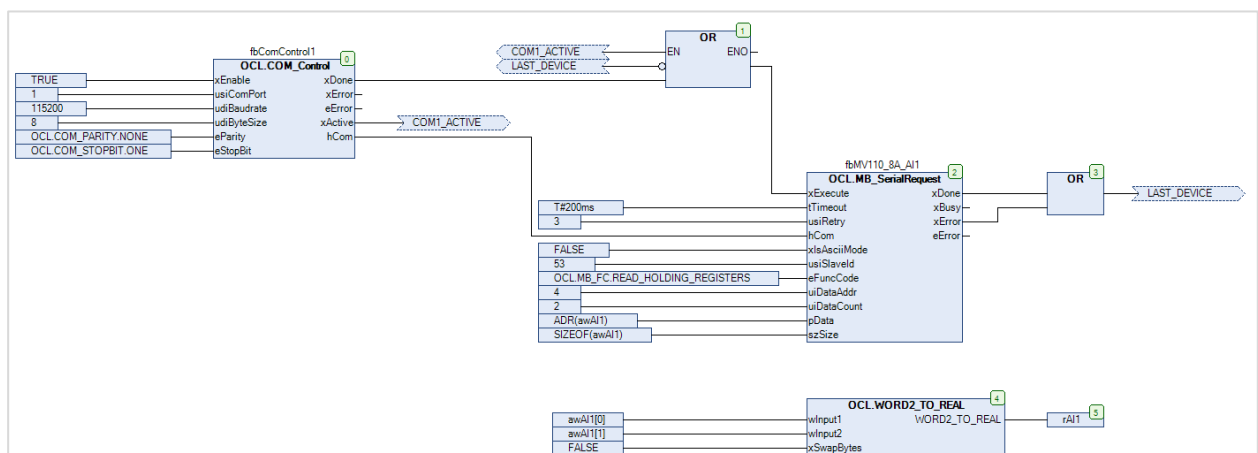 fbComControl1
OCL.COM_Control
0
TRUE
xEnable
xDone
1
usiComPort
xError
115200
udiBaudrate
eError
8
udiByteSize
xActive
COM1_ACTIVE
OCL.COM_PARITY.NONE
eParity
hCom
OCL.COM_STOPBIT.ONE
eStopBit
OR
1
COM1_ACTIVE
EN
ENO
LAST_DEVICE
fbMV110_8A_AI1
OCL.MB_SerialRequest
2
xExecute
xDone
T#200ms
tTimeout
xBusy
3
usiRetry
xError
hCom
eError
FALSE
xIsAsciiMode
53
usiSlaveId
OCL.MB_FC.READ_HOLDING_REGISTERS
eFuncCode
4
uiDataAddr
2
uiDataCount
ADR(awAI1)
pData
SIZEOF(awAI1)
szSize
OR
3
LAST_DEVICE
OCL.WORD2_TO_REAL
4
awAI1[0]
wInput1
WORD2_TO_REAL
rAI1
5
awAI1[1]
wInput2
FALSE
xSwapBytes